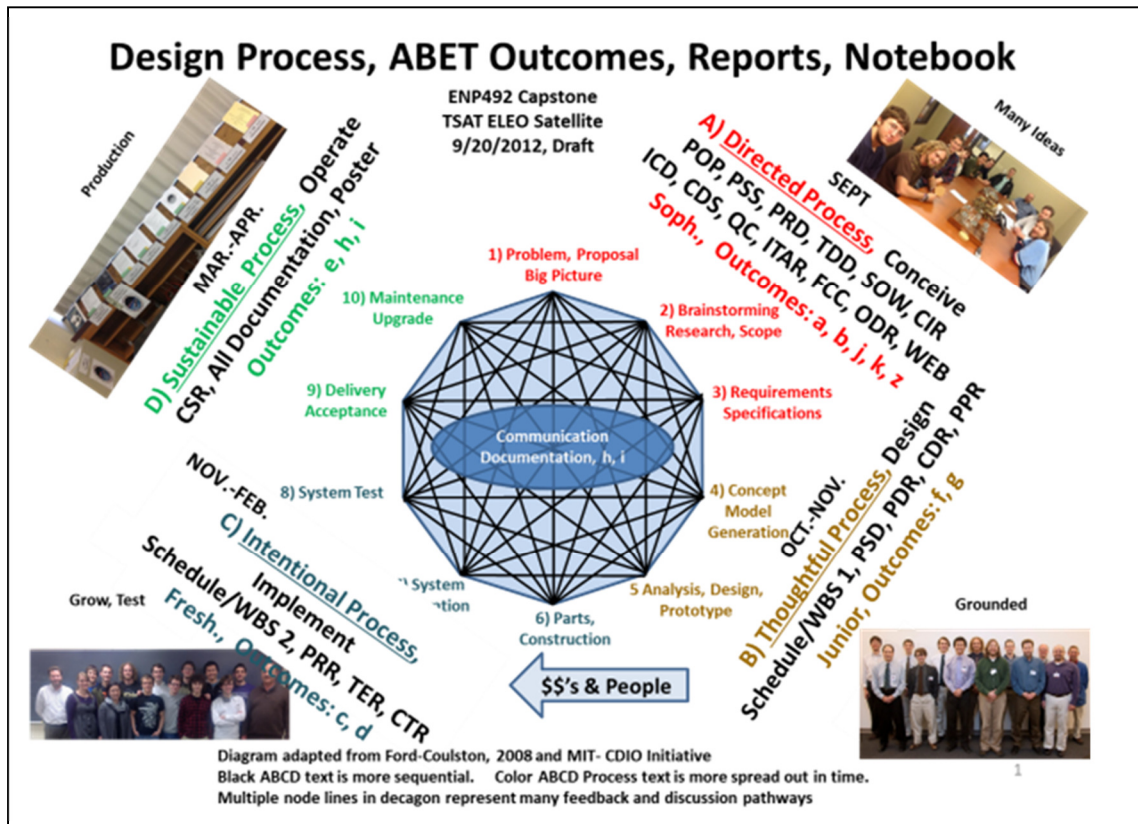 Design Process, ABET Outcomes, Reports, Notebook
ENP492 Capstone
TSAT ELEO Satellite
9/20/2012, Draft
Many Ideas
SEPT
A) Directed Process, Conceive
POP, PSS, PRD, TDD, SOW, CIR
ICD, CDS, QC, ITAR, FCC, ODR, WEB
Soph., Outcomes: a, b, j, k, z
Production
MAR.-APR.
D) Sustainable Process, Operate
CSR, All Documentation, Poster
Outcomes: e, h, i
1) Problem, Proposal
Big Picture
2) Brainstorming
Research, Scope
3) Requirements
Specifications
4) Concept
Model
Generation
5 Analysis, Design,
Prototype
6) Parts,
Construction
) System
tion
8) System Test
9) Delivery
Acceptance
10) Maintenance
Upgrade
Communication
Documentation, h, i
OCT.-NOV.
B) Thoughtful Process, Design
Schedule/WBS 1, PSD, PDR, CDR, PPR
Junior, Outcomes: f, g
Grounded
NOV.-FEB.
C) Intentional Process,
Implement
Schedule/WBS 2, PRR, TER, CTR
Fresh., Outcomes: c, d
Grow, Test
$$'s & People
Diagram adapted from Ford-Coulston, 2008 and MIT- CDIO Initiative
Black ABCD text is more sequential. Color ABCD Process text is more spread out in time.
Multiple node lines in decagon represent many feedback and discussion pathways
1